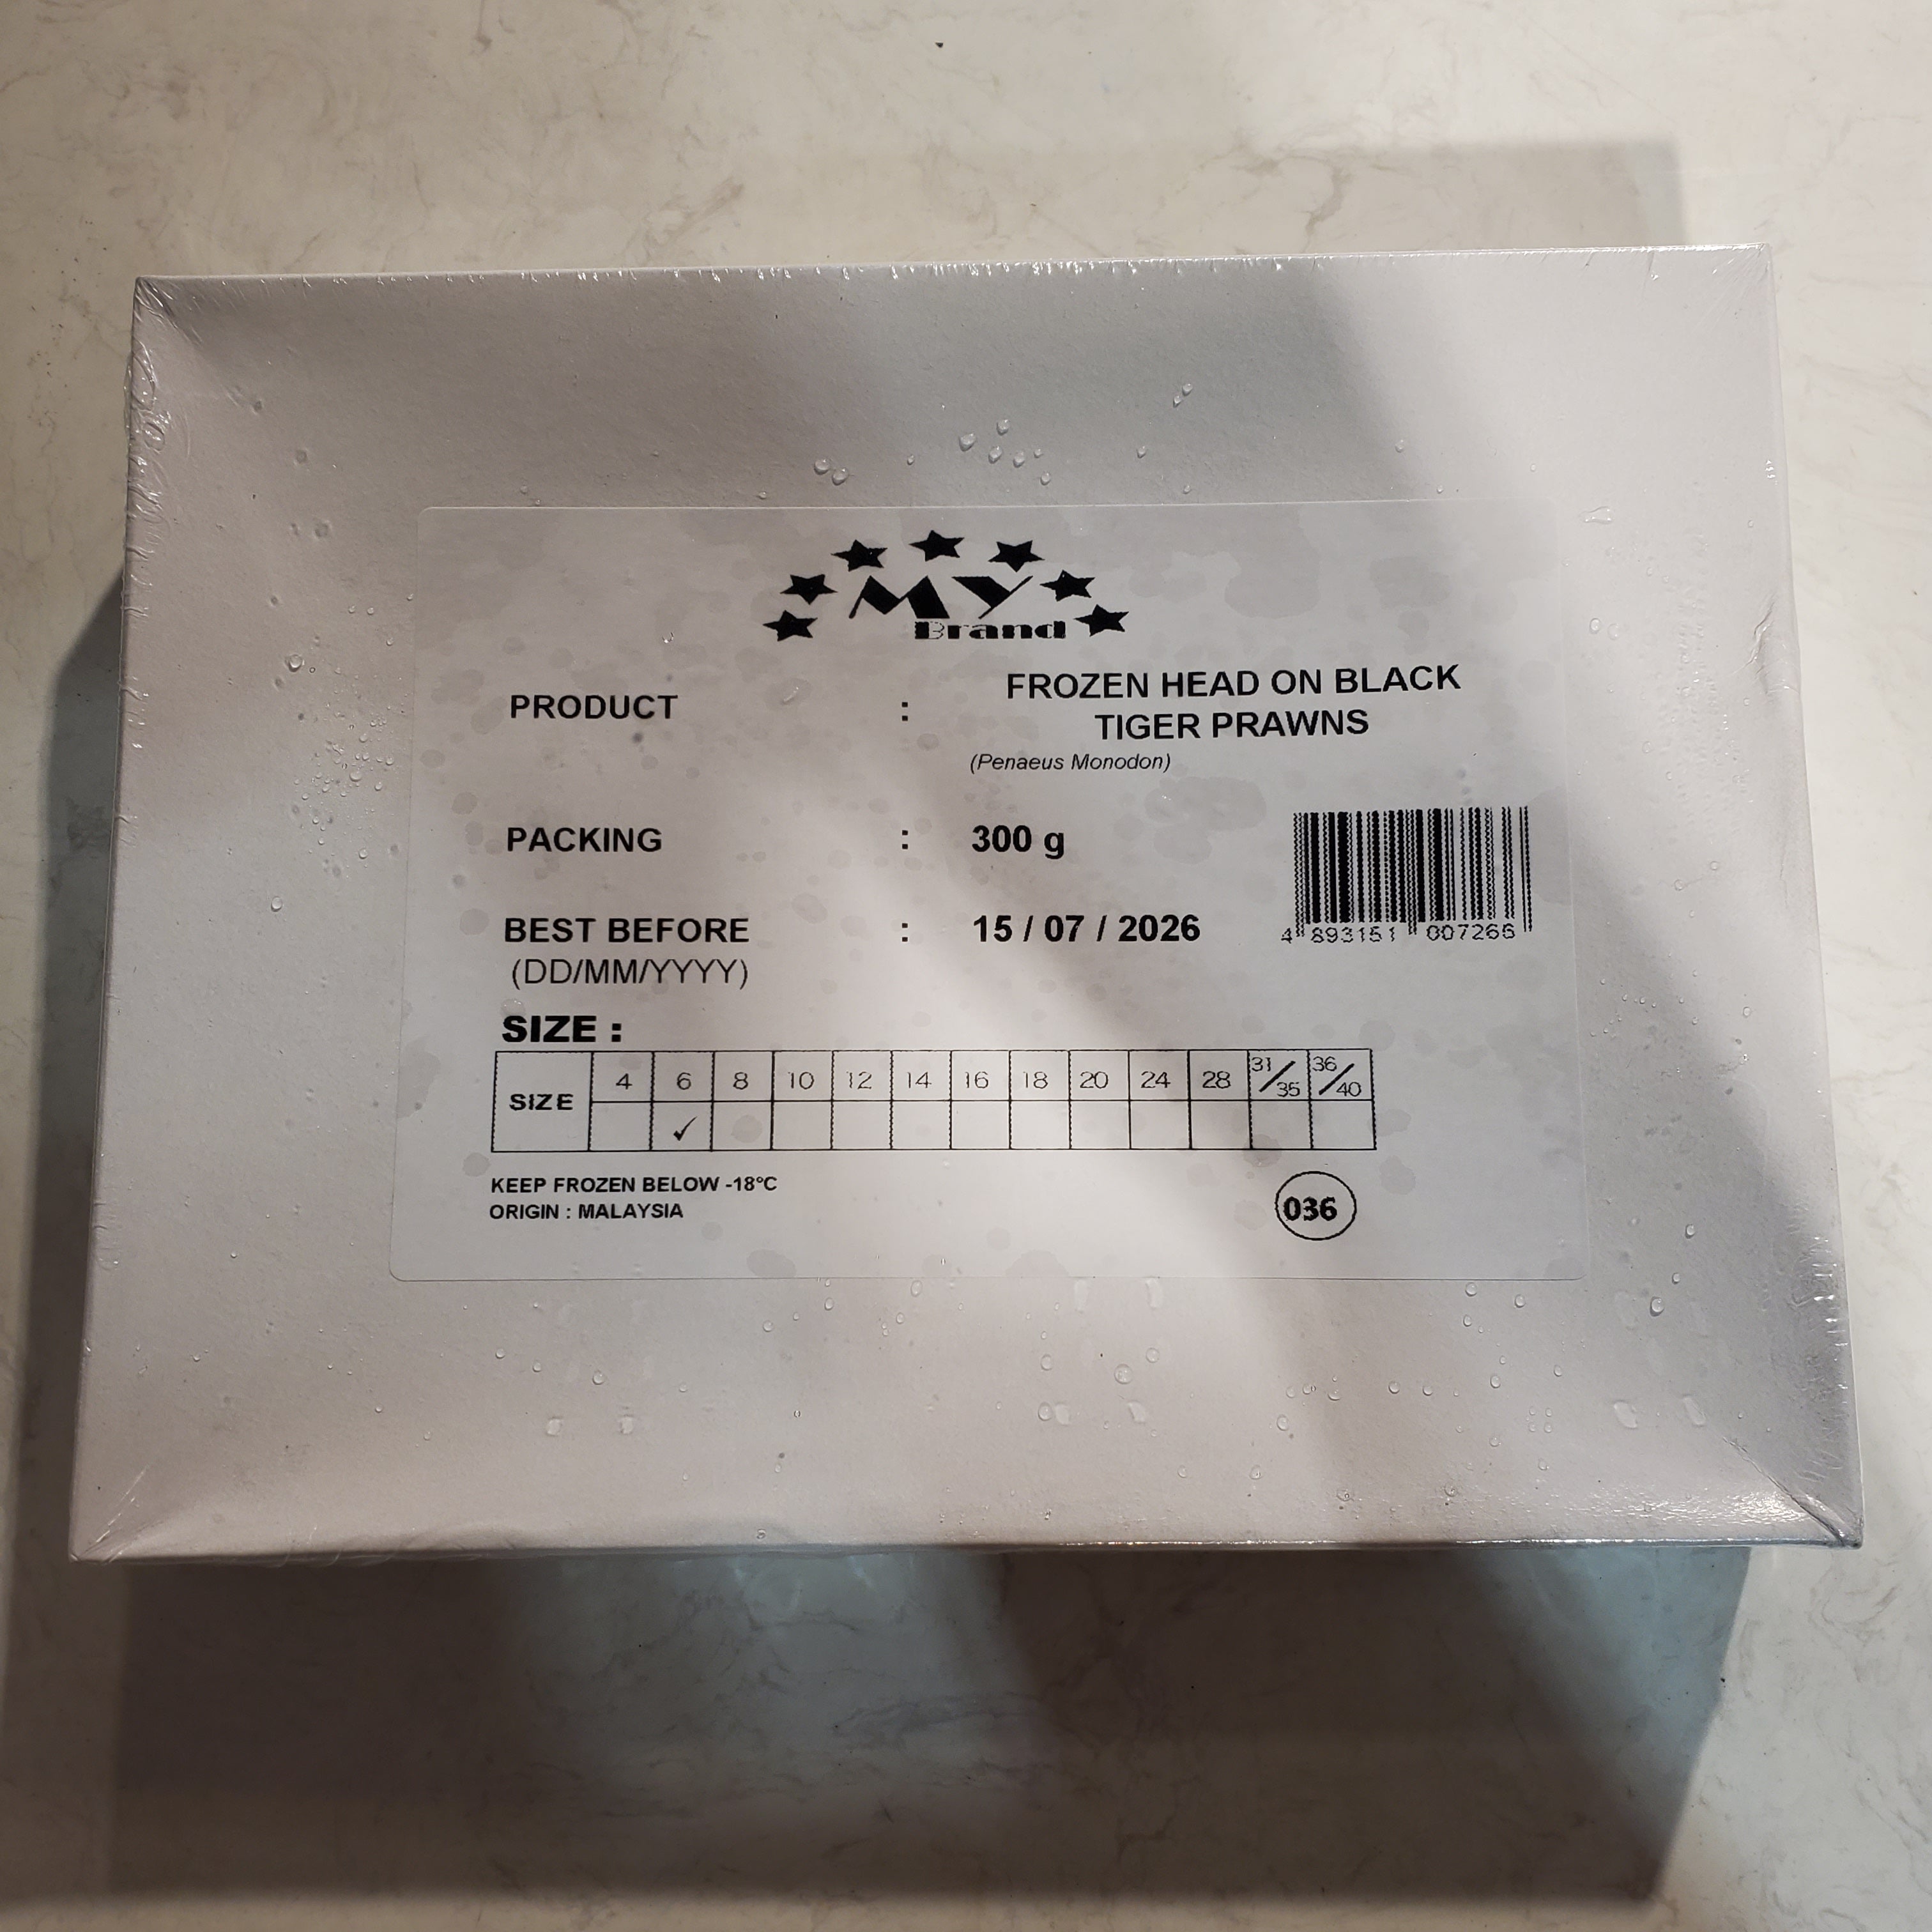 MY
Brand
PRODUCT : FROZEN HEAD ON BLACK
TIGER PRAWNS
(Penaeus Monodon)
PACKING : 300 g
BEST BEFORE : 15 / 07 / 2026
(DD/MM/YYYY)
4 893151 007266
SIZE :
SIZE 4 6 8 10 12 14 16 18 20 24 28 31/35 36/40
✓
KEEP FROZEN BELOW -18°C
ORIGIN : MALAYSIA
036